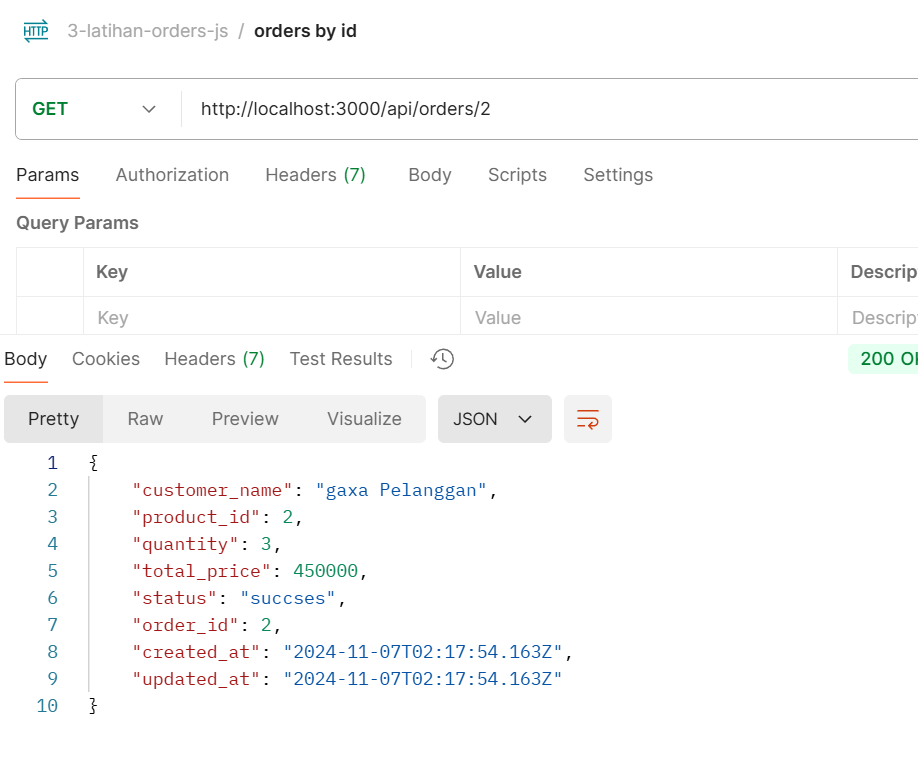 HTTP 3-latihan-orders-js / orders by id
GET http://localhost:3000/api/orders/2
Params Authorization Headers (7) Body Scripts Settings
Query Params
Key Value Descrip
Key Value Descript
Body Cookies Headers (7) Test Results 200 OK
Pretty Raw Preview Visualize JSON
1 {
2 "customer_name": "gaxa Pelanggan",
3 "product_id": 2,
4 "quantity": 3,
5 "total_price": 450000,
6 "status": "succses",
7 "order_id": 2,
8 "created_at": "2024-11-07T02:17:54.163Z",
9 "updated_at": "2024-11-07T02:17:54.163Z"
10 }